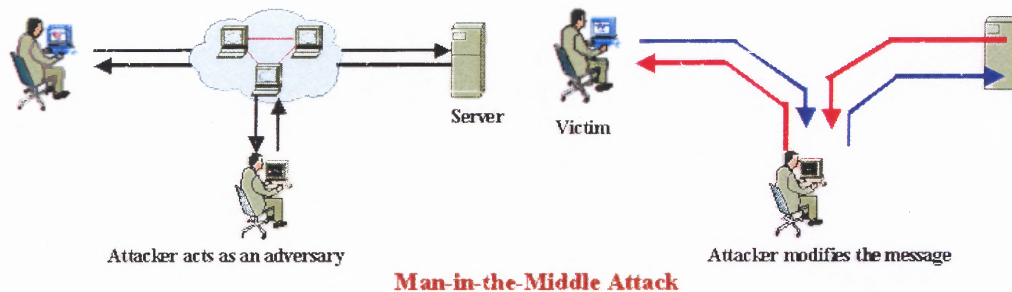 Server
Victim
Attacker acts as an adversary
Attacker modifies the message
Man-in-the-Middle Attack